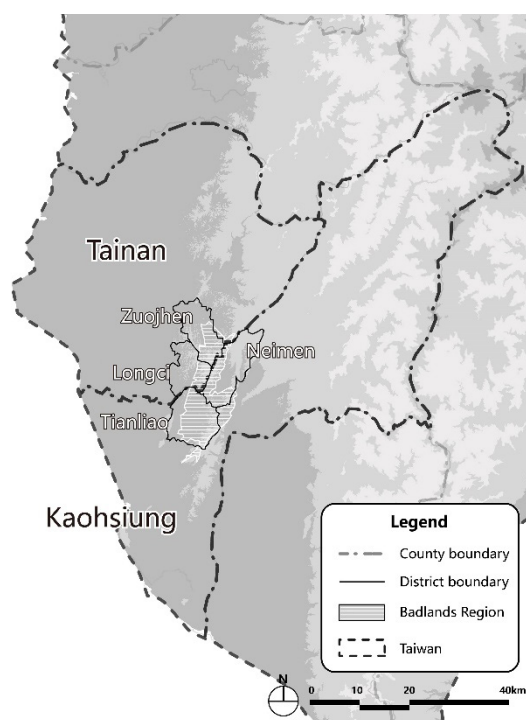 Tainan
Zuojhen
Neimen
Longci
Tianliao
Kaohsiung
Legend
County boundary
District boundary
Badlands Region
Taiwan
N
0 10 20 40km